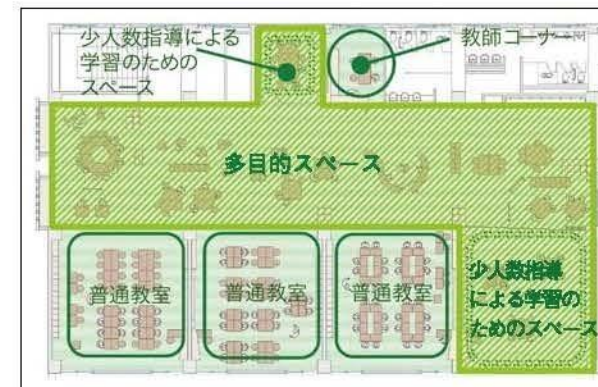 少人数指導による
学習のための
スペース
教師コーナー
多目的スペース
普通教室
普通教室
普通教室
少人数指導
による学習の
ためのスペース